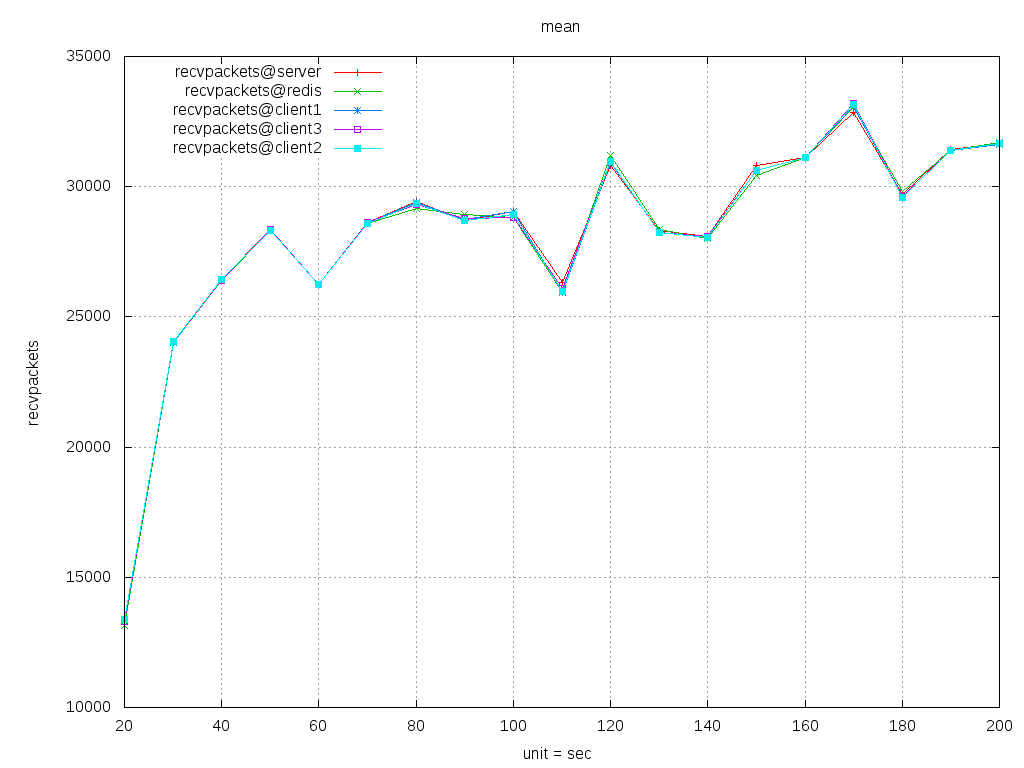 mean
35000
30000
25000
20000
15000
10000
recvpackets
recvpackets@server
recvpackets@redis
recvpackets@client1
recvpackets@client3
recvpackets@client2
20 40 60 80 100 120 140 160 180 200
unit = sec